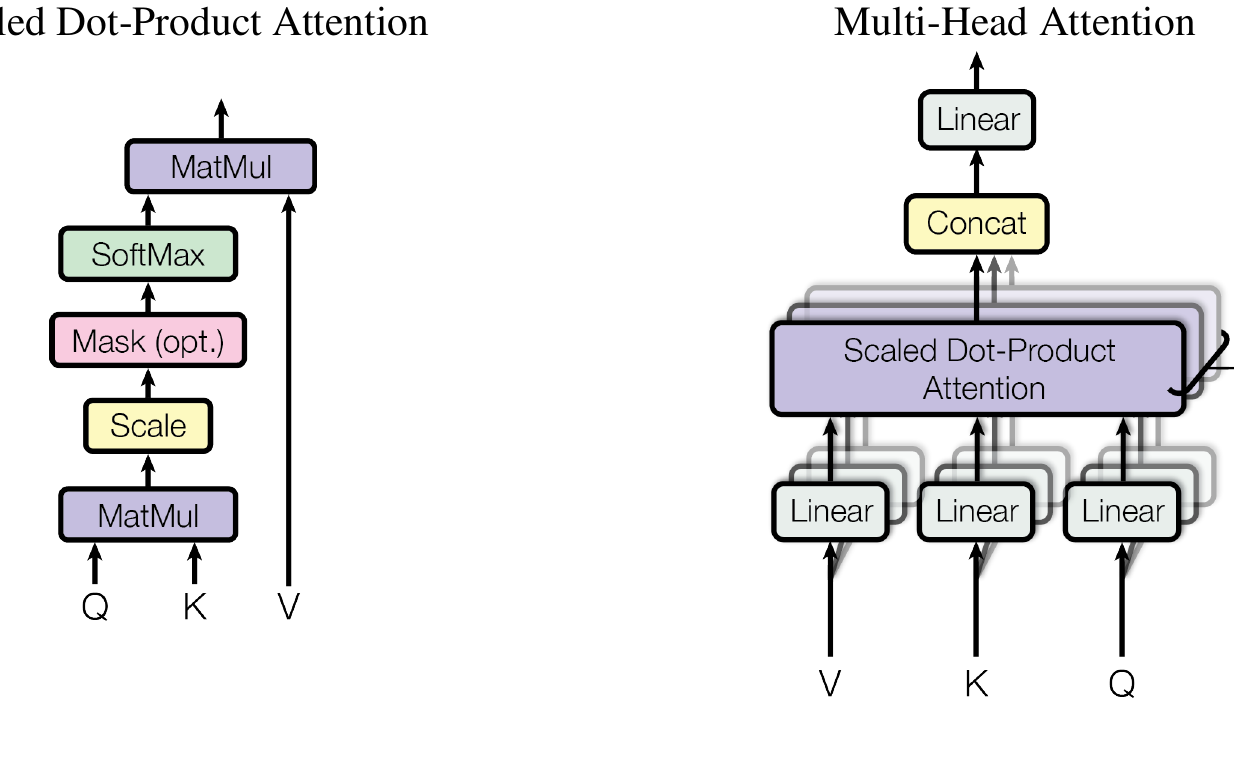 led Dot-Product Attention
MatMul
SoftMax
Mask (opt.)
Scale
MatMul
Q K V
Multi-Head Attention
Linear
Concat
Scaled Dot-Product
Attention
Linear Linear Linear
V K Q